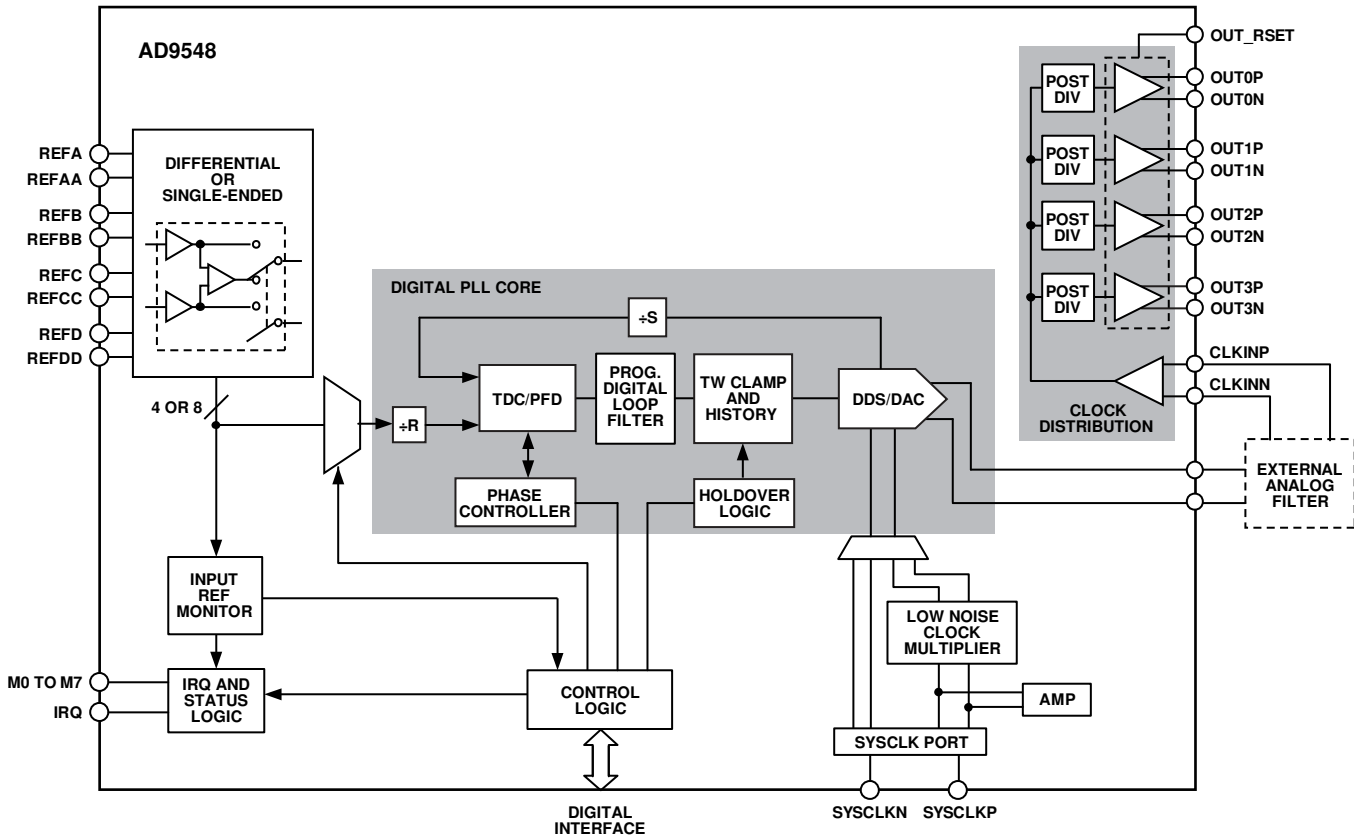 AD9548
OUT_RSET
POST
DIV
OUT0P
OUT0N
POST
DIV
OUT1P
OUT1N
POST
DIV
OUT2P
OUT2N
POST
DIV
OUT3P
OUT3N
CLKINP
CLKINN
CLOCK
DISTRIBUTION
EXTERNAL
ANALOG
FILTER
REFA
REFAA
REFB
REFBB
REFC
REFCC
REFD
REFDD
DIFFERENTIAL
OR
SINGLE-ENDED
4 OR 8
DIGITAL PLL CORE
÷S
÷R
TDC/PFD
PROG.
DIGITAL
LOOP
FILTER
TW CLAMP
AND
HISTORY
DDS/DAC
PHASE
CONTROLLER
HOLDOVER
LOGIC
INPUT
REF
MONITOR
LOW NOISE
CLOCK
MULTIPLIER
AMP
M0 TO M7
IRQ
IRQ AND
STATUS
LOGIC
CONTROL
LOGIC
SYSCLK PORT
DIGITAL
INTERFACE
SYSCLKN
SYSCLKP